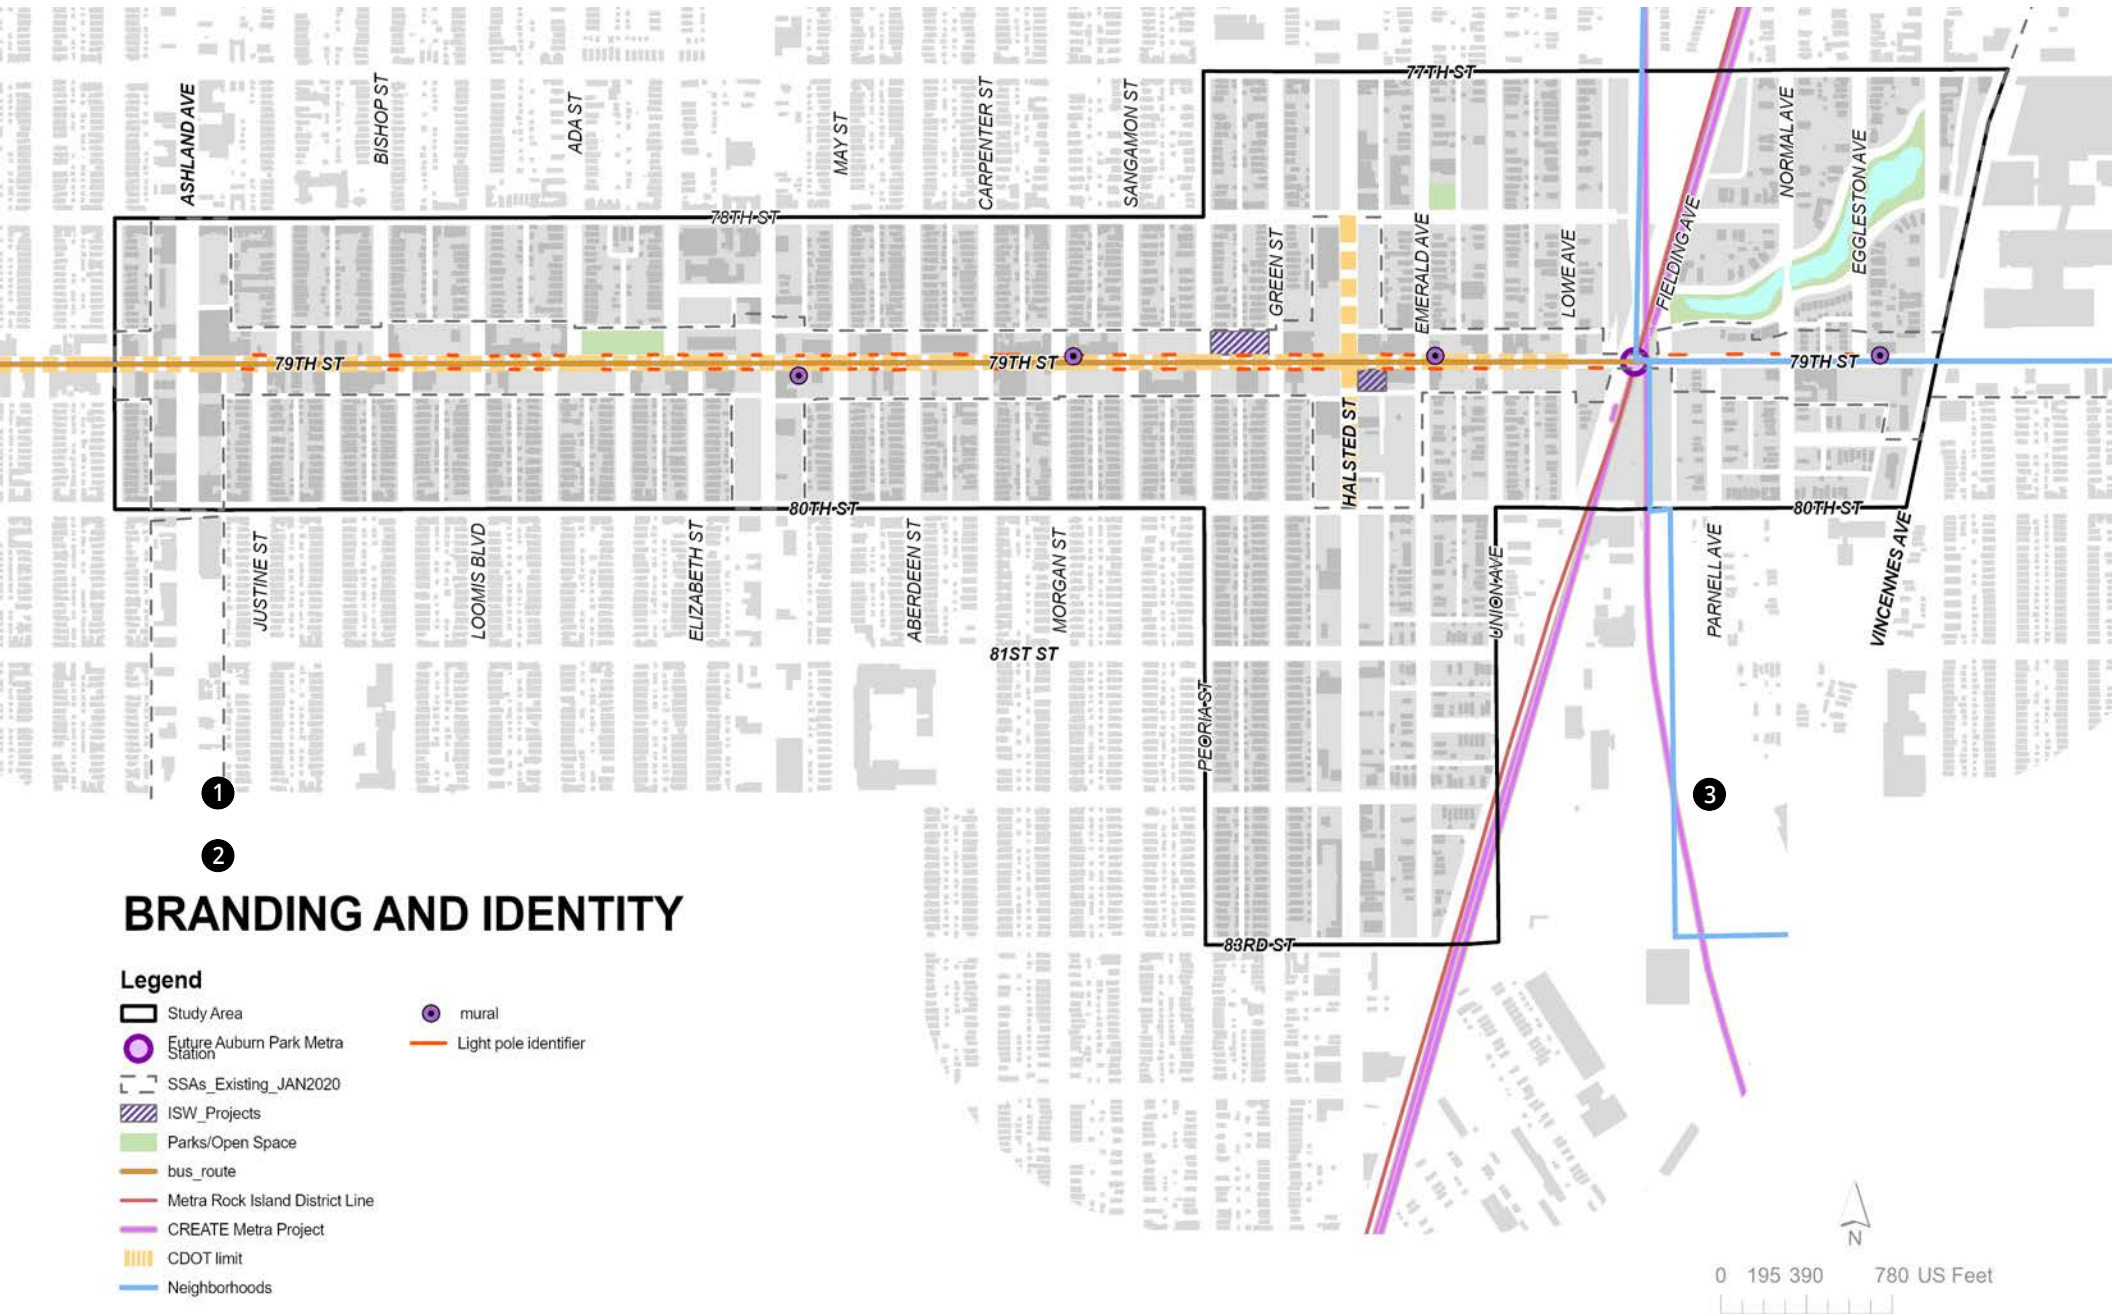 77TH ST
ASHLAND AVE
BISHOP ST
ADA ST
MAY ST
CARPENTER ST
SANGAMON ST
NORMAL AVE
EGGLESTON AVE
78TH ST
GREEN ST
EMERALD AVE
LOWE AVE
FIELDING AVE
79TH ST
79TH ST
79TH ST
HALSTED ST
80TH ST
80TH ST
JUSTINE ST
LOOMIS BLVD
ELIZABETH ST
ABERDEEN ST
MORGAN ST
UNION AVE
PARNELL AVE
VINCENNES AVE
81ST ST
PEORIA ST
1
3
2
83RD ST
BRANDING AND IDENTITY
Legend
Study Area
Future Auburn Park Metra
Station
SSAs_Existing_JAN2020
ISW_Projects
Parks/Open Space
bus_route
Metra Rock Island District Line
CREATE Metra Project
CDOT limit
Neighborhoods
mural
Light pole identifier
N
0 195 390 780 US Feet